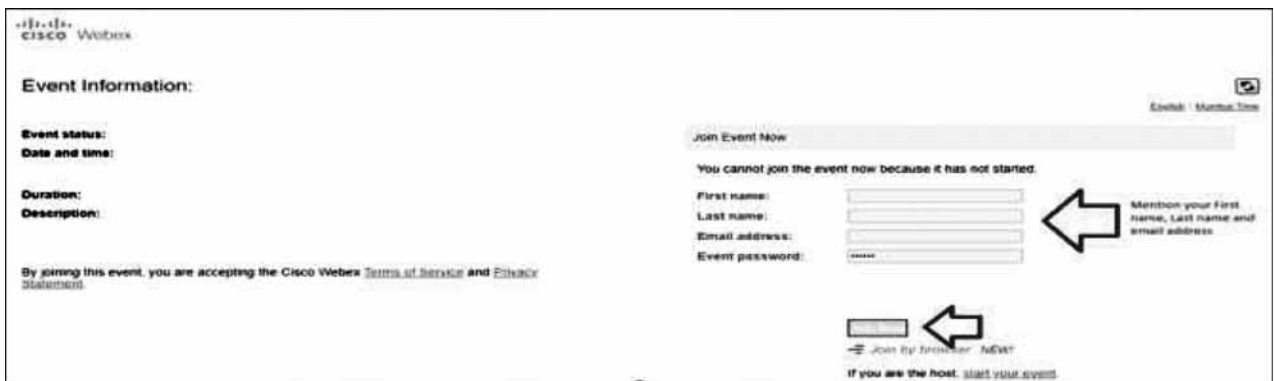 CISCO Webex
Event Information:
English Mumbai Time
Event status:
Date and time:
Duration:
Description:
By joining this event, you are accepting the Cisco Webex Terms of Service and Privacy
Statement.
Join Event Now
You cannot join the event now because it has not started.
First name:
Last name:
Email address:
Event password:
Mention your First
name, Last name and
email address
Join by browser NEW!
If you are the host, start your event.